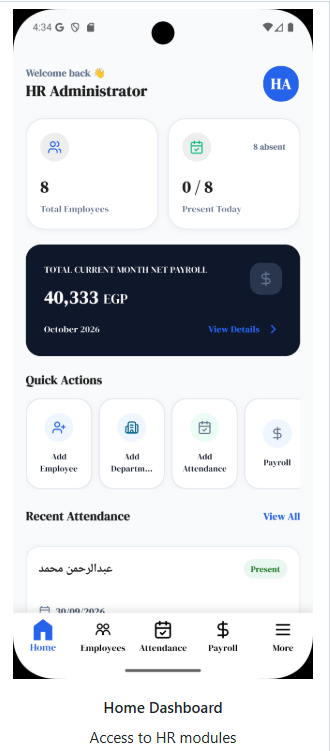 4:34
Welcome back 👋
HR Administrator
HA
8
Total Employees
8 absent
0 / 8
Present Today
TOTAL CURRENT MONTH NET PAYROLL
$
40,333 EGP
October 2026
View Details
Quick Actions
Add Employee
Add Departm...
Add Attendance
Payroll
Recent Attendance
View All
عبدالرحمن محمد
Present
30/09/2026
Home
Employees
Attendance
Payroll
More
Home Dashboard
Access to HR modules